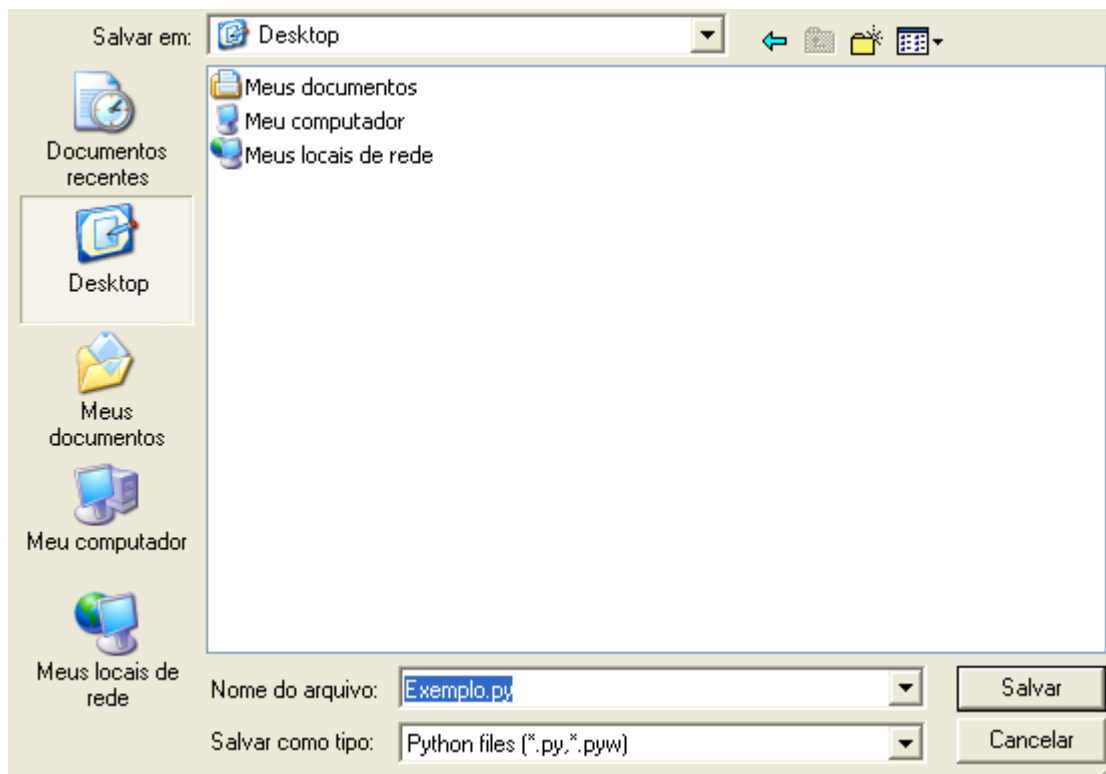 Salvar em:
Desktop
Meus documentos
Meu computador
Meus locais de rede
Documentos
recentes
Desktop
Meus
documentos
Meu computador
Meus locais de
rede
Nome do arquivo:
Exemplo.py
Salvar
Salvar como tipo:
Python files (*.py,*.pyw)
Cancelar